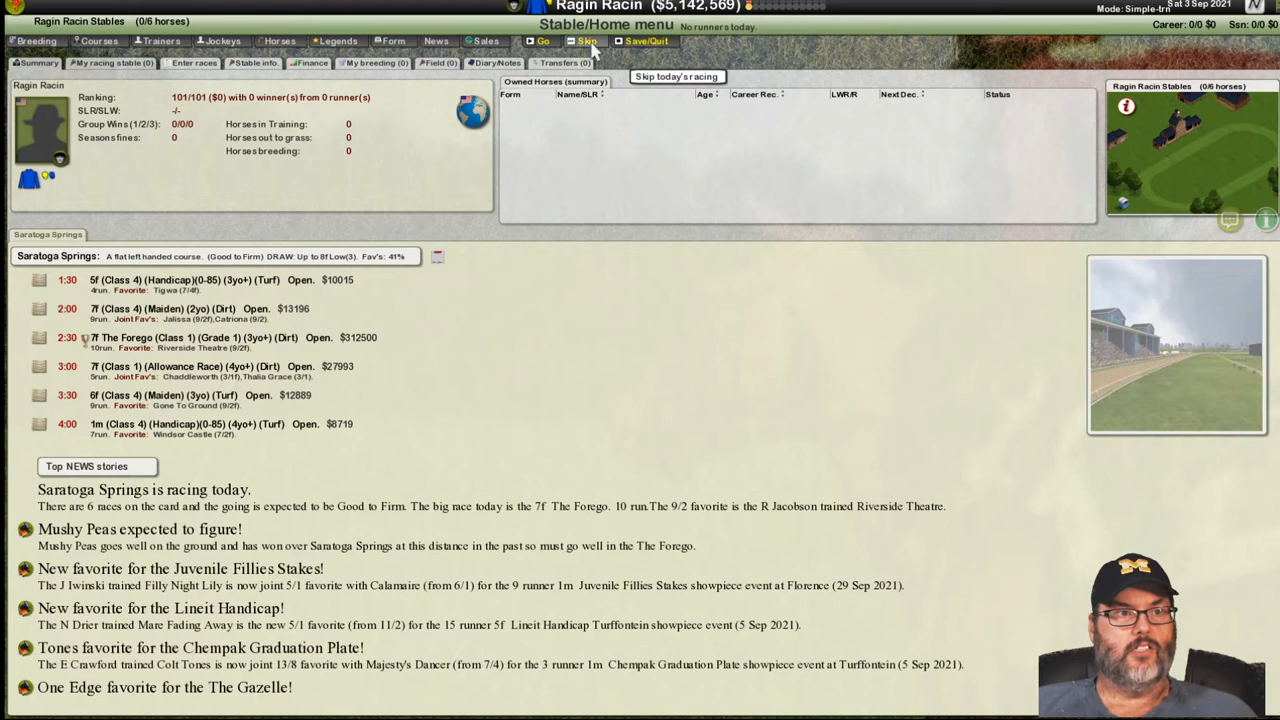 Ragin Racin ($5,142,569)
Mode: Simple-trn
Sat 3 Sep 2021
Ragin Racin Stables (0/6 horses)
Stable/Home menu
No runners today.
Career: 0/0 $0 Ssn: 0/0 $0
Breeding Courses Trainers Jockeys Horses Legends Form News Sales Go Skip Save/Quit
Summary My racing stable (0) Enter races Stable info. Finance My breeding (0) Field (0) Diary/Notes Transfers (0)
Skip today's racing
Ragin Racin
Ranking: 101/101 ($0) with 0 winner(s) from 0 runner(s)
SLR/SLW: -/-
Group Wins (1/2/3): 0/0/0 Horses in Training: 0
Seasons fines: 0 Horses out to grass: 0
Horses breeding: 0
Owned Horses (summary)
Form Name/SLR Age Career Rec. LWR/R Next Dec. Status
Ragin Racin Stables (0/6 horses)
Saratoga Springs
Saratoga Springs: A flat left handed course. (Good to Firm) DRAW: Up to 8f Low(3). Fav's: 41%
1:30 5f (Class 4) (Handicap)(0-85) (3yo+) (Turf) Open. $10015
4run. Favorite: Tigwa (7/4f).
2:00 7f (Class 4) (Maiden) (2yo) (Dirt) Open. $13196
9run. Joint Fav's: Jalissa (9/2f),Catriona (9/2).
2:30 7f The Forego (Class 1) (Grade 1) (3yo+) (Dirt) Open. $312500
10run. Favorite: Riverside Theatre (9/2f).
3:00 7f (Class 1) (Allowance Race) (4yo+) (Dirt) Open. $27993
5run. Joint Fav's: Chaddleworth (3/1f),Thalia Grace (3/1).
3:30 6f (Class 4) (Maiden) (3yo) (Turf) Open. $12889
9run. Favorite: Gone To Ground (9/2f).
4:00 1m (Class 4) (Handicap)(0-85) (4yo+) (Turf) Open. $8719
7run. Favorite: Windsor Castle (7/2f).
Top NEWS stories
Saratoga Springs is racing today.
There are 6 races on the card and the going is expected to be Good to Firm. The big race today is the 7f The Forego. 10 run.The 9/2 favorite is the R Jacobson trained Riverside Theatre.
Mushy Peas expected to figure!
Mushy Peas goes well on the ground and has won over Saratoga Springs at this distance in the past so must go well in the The Forego.
New favorite for the Juvenile Fillies Stakes!
The J Iwinski trained Filly Night Lily is now joint 5/1 favorite with Calamaire (from 6/1) for the 9 runner 1m Juvenile Fillies Stakes showpiece event at Florence (29 Sep 2021).
New favorite for the Lineit Handicap!
The N Drier trained Mare Fading Away is the new 5/1 favorite (from 11/2) for the 15 runner 5f Lineit Handicap Turffontein showpiece event (5 Sep 2021).
Tones favorite for the Chempak Graduation Plate!
The E Crawford trained Colt Tones is now joint 13/8 favorite with Majesty's Dancer (from 7/4) for the 3 runner 1m Chempak Graduation Plate showpiece event at Turffontein (5 Sep 2021).
One Edge favorite for the The Gazelle!
M